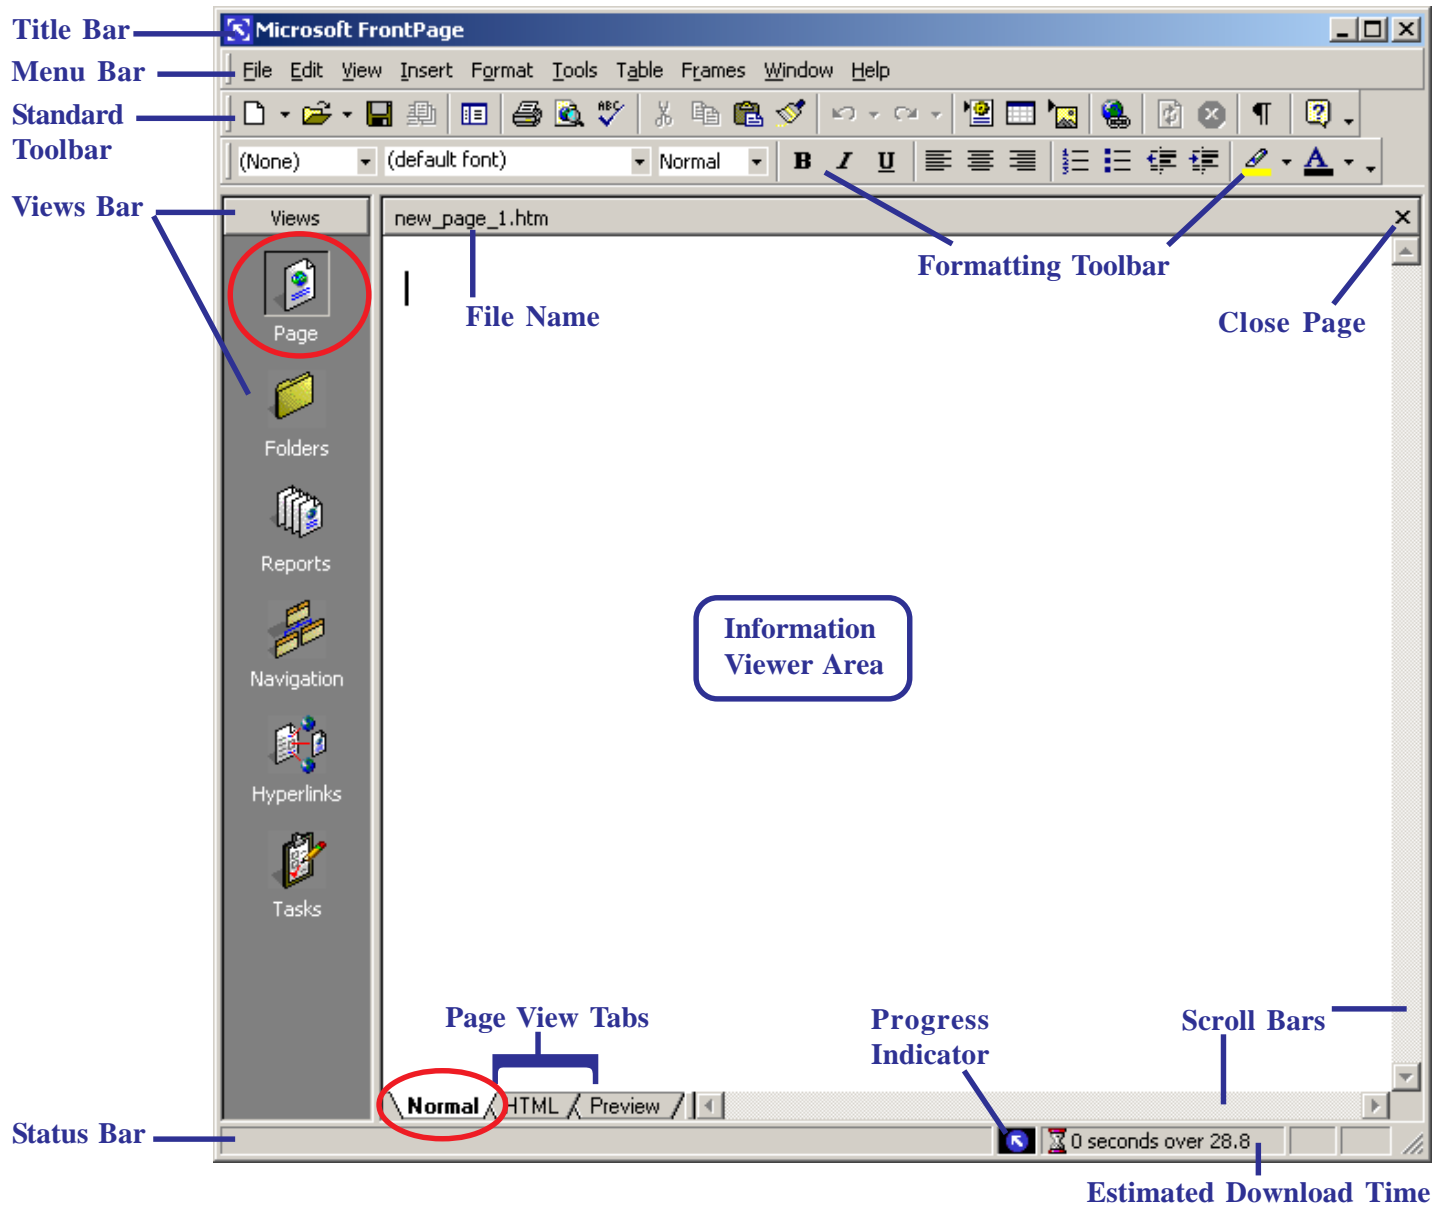 Title Bar
Microsoft FrontPage
Menu Bar
File Edit View Insert Format Tools Table Frames Window Help
Standard
Toolbar
ABC
(None) (default font) Normal B I U A
Views Bar
Views
new_page_1.htm
Formatting Toolbar
File Name
Close Page
Page
Folders
Reports
Navigation
Hyperlinks
Tasks
Information
Viewer Area
Page View Tabs
Progress
Indicator
Scroll Bars
Normal HTML Preview
Status Bar
0 seconds over 28.8
Estimated Download Time